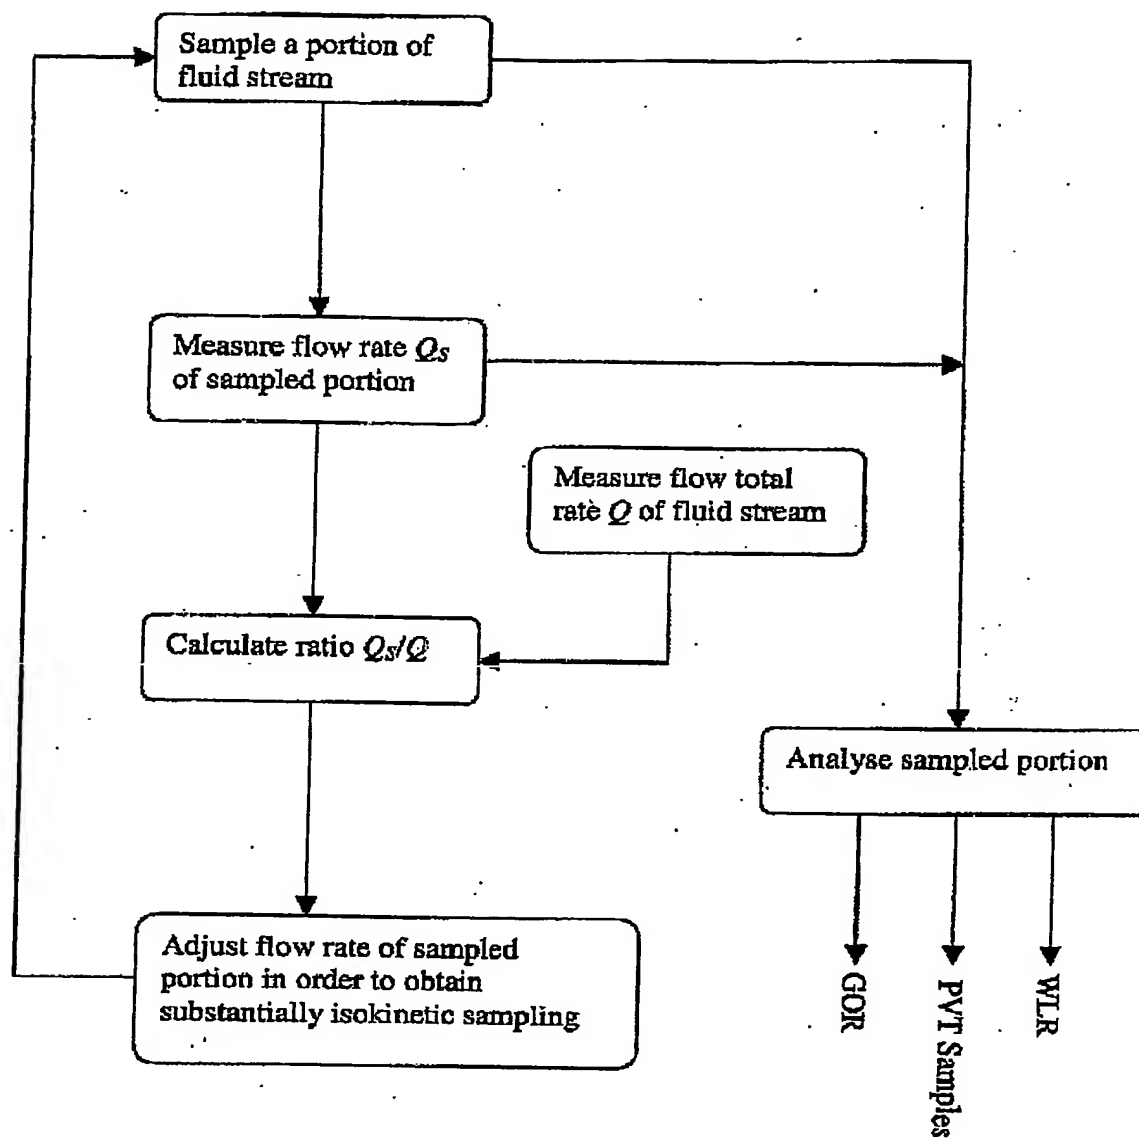 Sample a portion of
fluid stream
Measure flow rate Qs
of sampled portion
Measure flow total
rate Q of fluid stream
Calculate ratio Qs/Q
Analyse sampled portion
Adjust flow rate of sampled
portion in order to obtain
substantially isokinetic sampling
GOR
PVT Samples
WLR